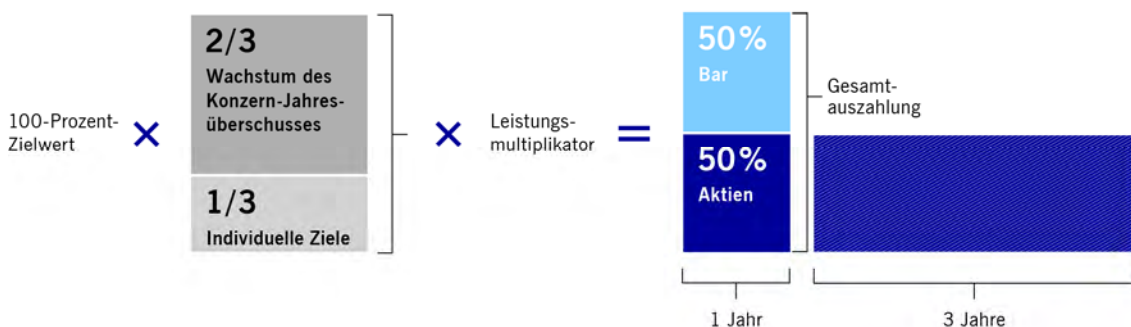 100-Prozent-
Zielwert
×
2/3
Wachstum des
Konzern-Jahres-
überschusses
1/3
Individuelle Ziele
×
Leistungs-
multiplikator
=
50%
Bar
50%
Aktien
Gesamt-
auszahlung
1 Jahr
3 Jahre